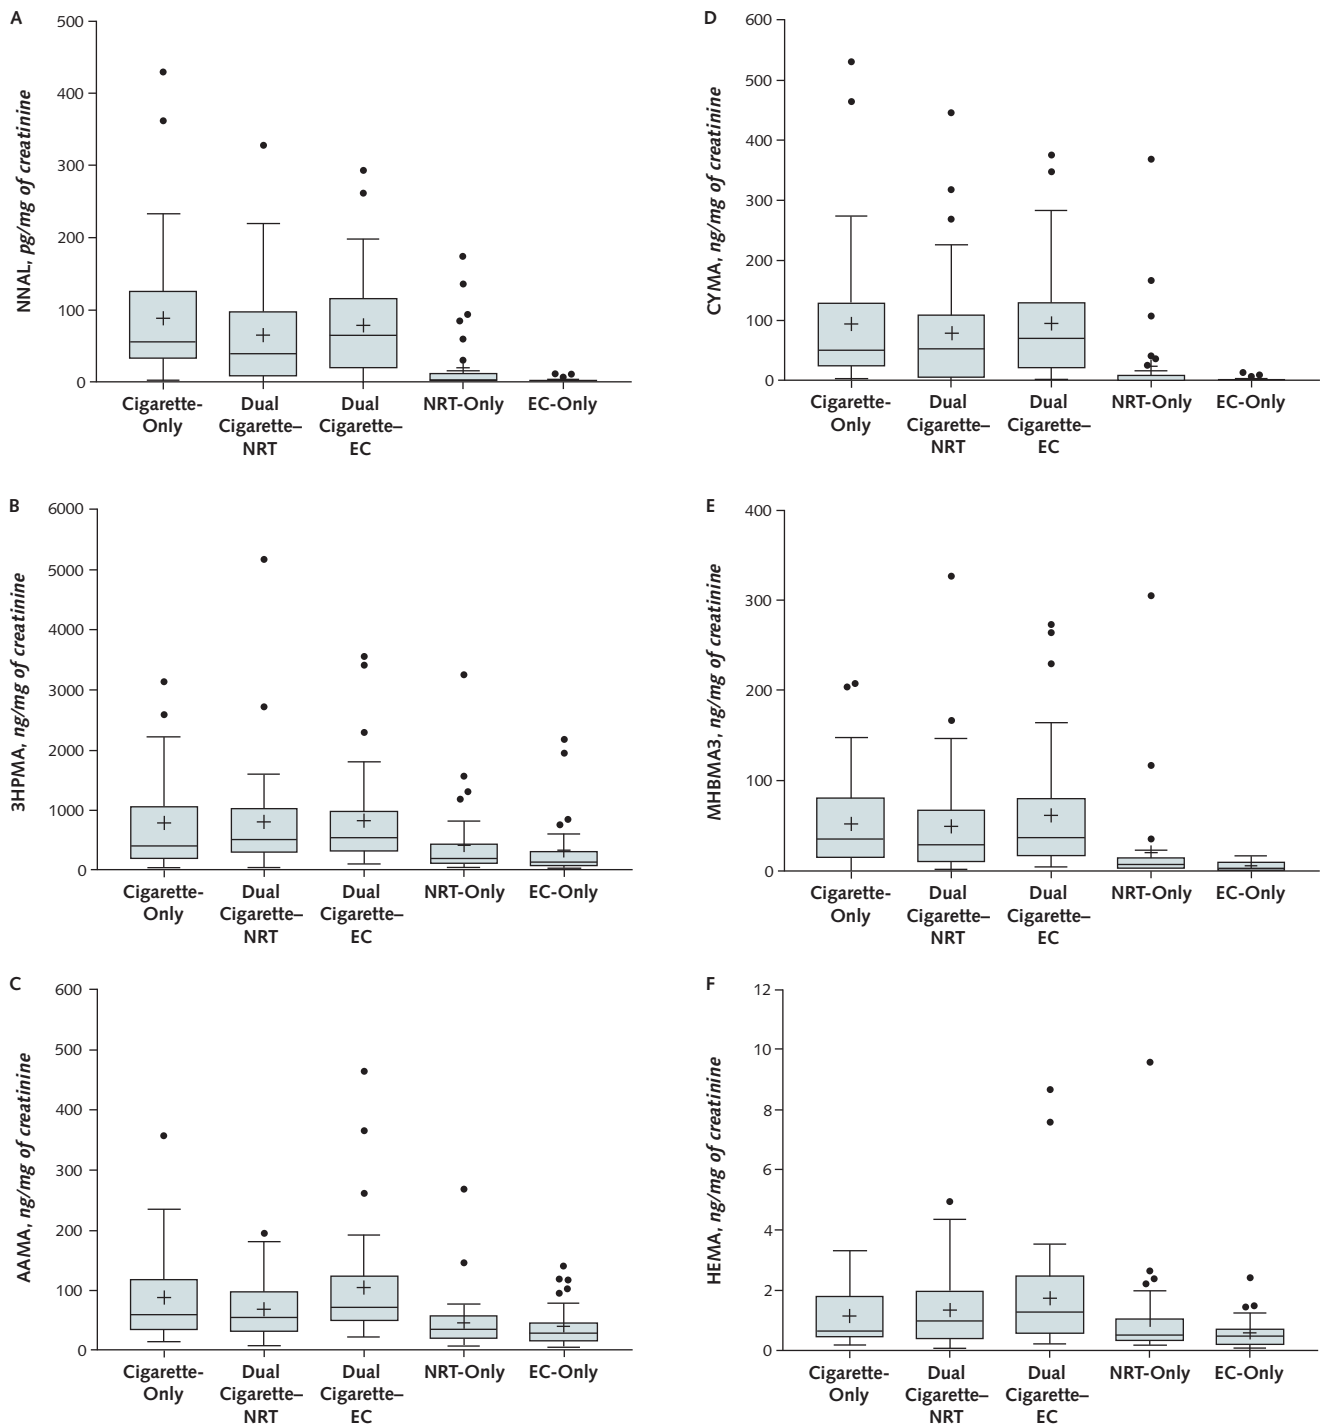 A
NNAL, pg/mg of creatinine
500
400
300
200
100
0
Cigarette-
Only
Dual
Cigarette–
NRT
Dual
Cigarette–
EC
NRT-Only
EC-Only
B
3HPMA, ng/mg of creatinine
6000
5000
4000
3000
2000
1000
0
Cigarette-
Only
Dual
Cigarette–
NRT
Dual
Cigarette–
EC
NRT-Only
EC-Only
C
AAMA, ng/mg of creatinine
600
500
400
300
200
100
0
Cigarette-
Only
Dual
Cigarette–
NRT
Dual
Cigarette–
EC
NRT-Only
EC-Only
D
CYMA, ng/mg of creatinine
600
500
400
300
200
100
0
Cigarette-
Only
Dual
Cigarette–
NRT
Dual
Cigarette–
EC
NRT-Only
EC-Only
E
MHBMA3, ng/mg of creatinine
400
300
200
100
0
Cigarette-
Only
Dual
Cigarette–
NRT
Dual
Cigarette–
EC
NRT-Only
EC-Only
F
HEMA, ng/mg of creatinine
12
10
8
6
4
2
0
Cigarette-
Only
Dual
Cigarette–
NRT
Dual
Cigarette–
EC
NRT-Only
EC-Only